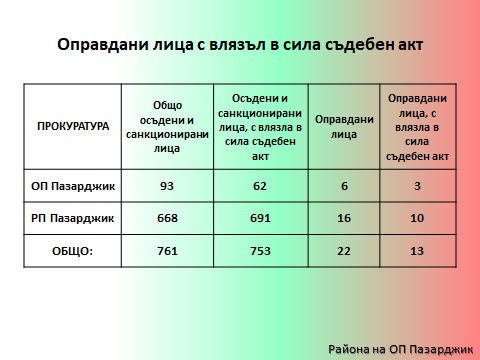 Оправдани лица с влязъл в сила съдебен акт
ПРОКУРАТУРА
Общо
осъдени и
санкционирани
лица
Осъдени и
санкционирани
лица, с влязла в
сила съдебен
акт
Оправдани
лица
Оправдани
лица, с
влязла в
сила
съдебен акт
ОП Пазарджик 93 62 6 3
РП Пазарджик 668 691 16 10
ОБЩО: 761 753 22 13
Района на ОП Пазарджик